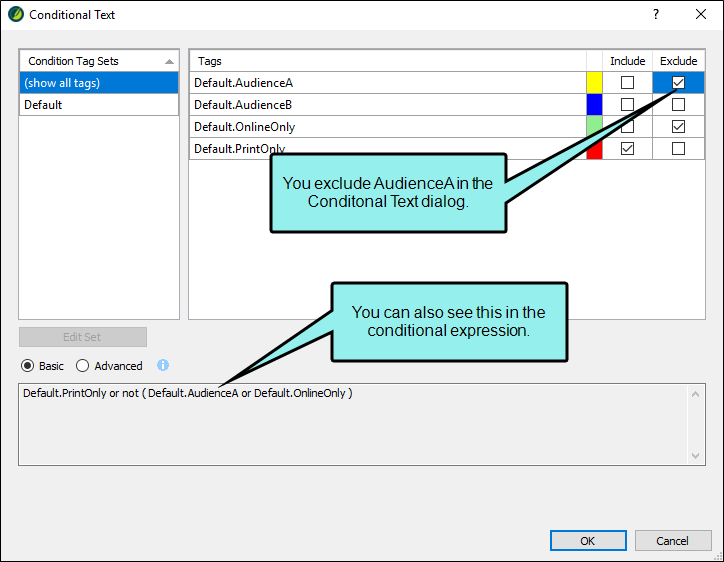 Conditional Text
?
Condition Tag Sets
(show all tags)
Default
Tags Include Exclude
Default.AudienceA
Default.AudienceB
Default.OnlineOnly
Default.PrintOnly
You exclude AudienceA in the
Conditonal Text dialog.
You can also see this in the
conditional expression.
Edit Set
Basic Advanced
Default.PrintOnly or not ( Default.AudienceA or Default.OnlineOnly )
OK Cancel